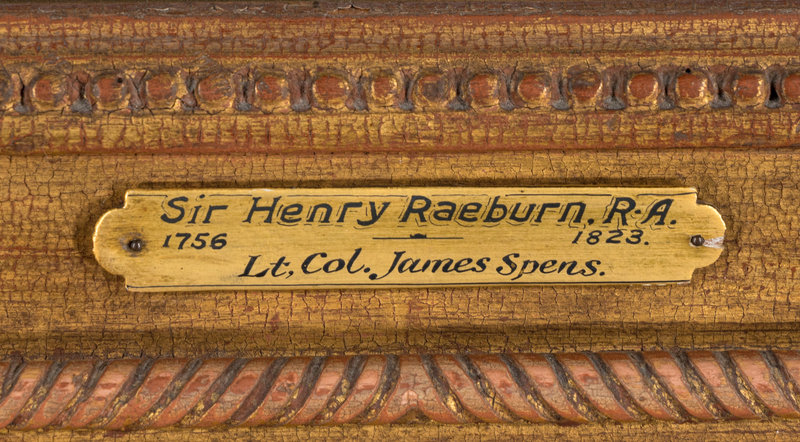 Sir Henry Raeburn. R.A.
1756 — 1823.
Lt, Col. James Spens.